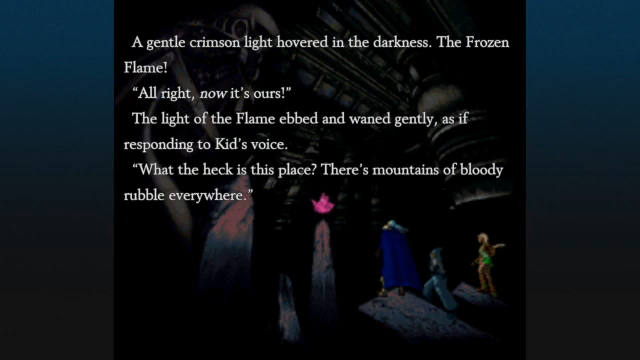 A gentle crimson light hovered in the darkness. The Frozen
Flame!
“All right, now it’s ours!”
The light of the Flame ebbed and waned gently, as if
responding to Kid’s voice.
“What the heck is this place? There’s mountains of bloody
rubble everywhere.”